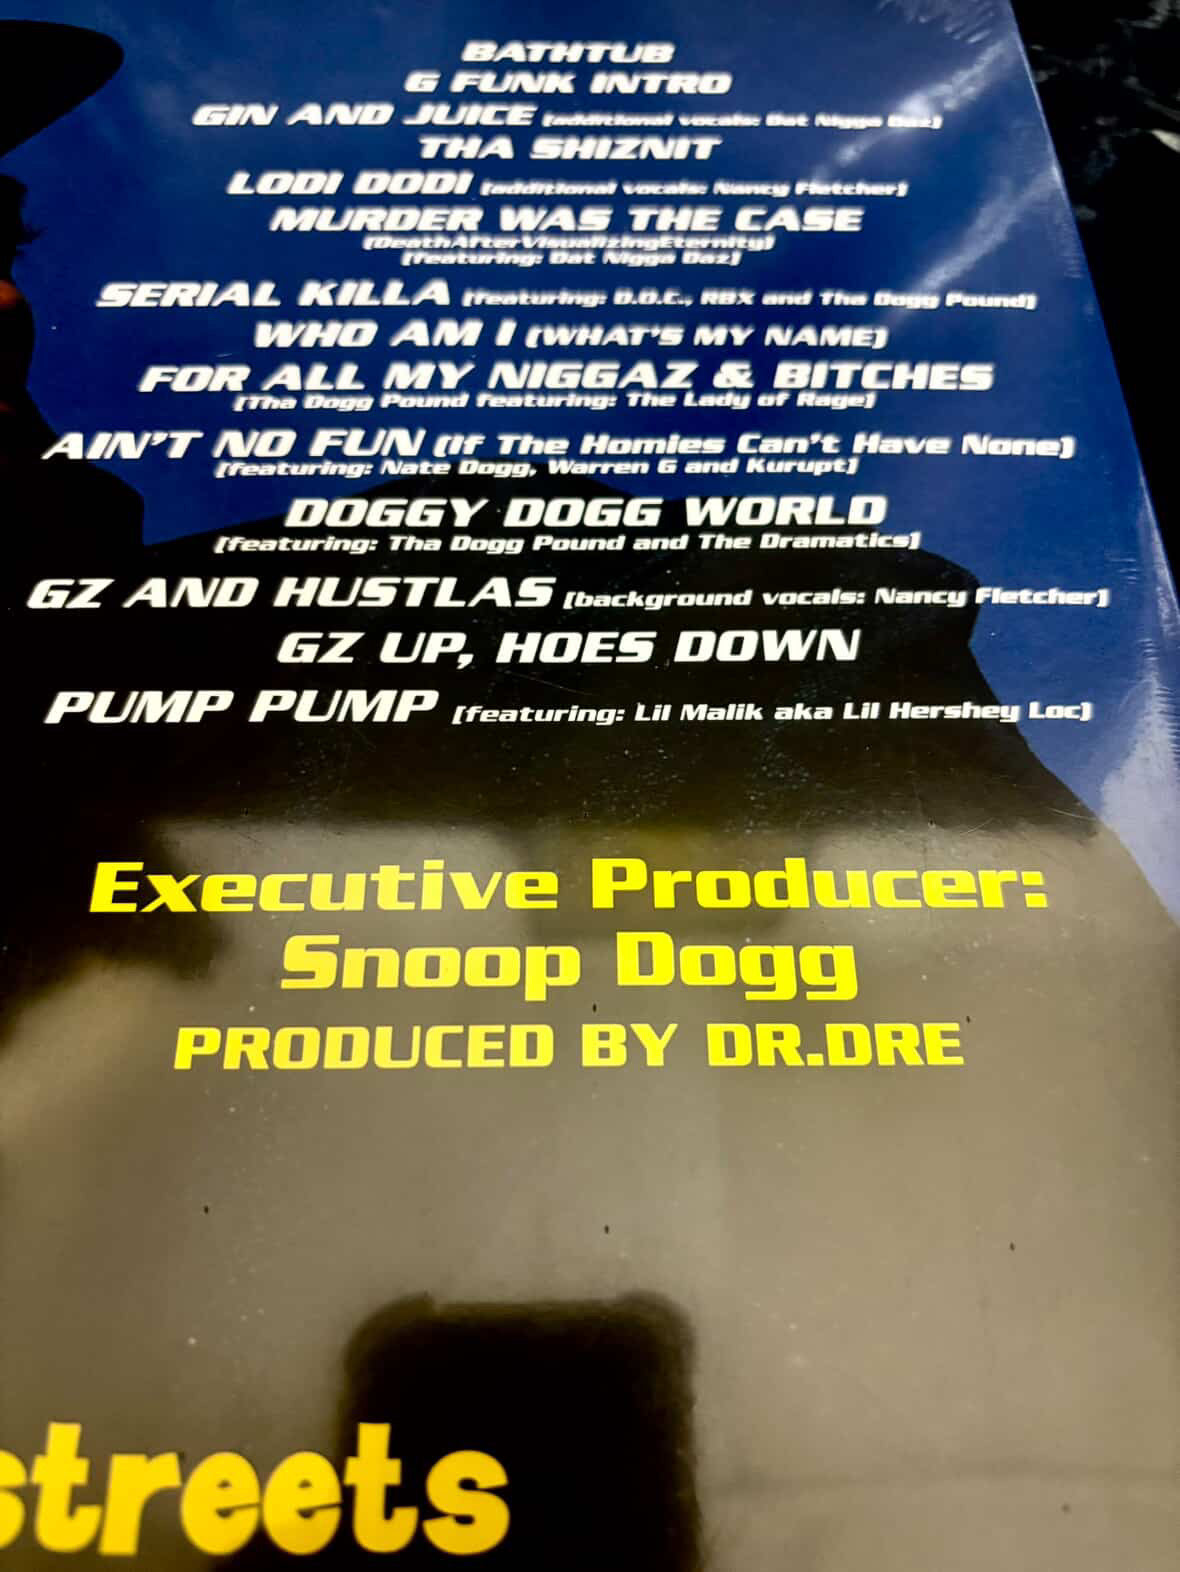 BATHTUB
G FUNK INTRO
GIN AND JUICE [additional vocals: Dat Nigga Daz]
THA SHIZNIT
LODI DODI [additional vocals: Nancy Fletcher]
MURDER WAS THE CASE
[DeathAfterVisualizingEternity]
[featuring: Dat Nigga Daz]
SERIAL KILLA [featuring: D.O.C., RBX and Tha Dogg Pound]
WHO AM I [WHAT'S MY NAME]
FOR ALL MY NIGGAZ & BITCHES
[Tha Dogg Pound featuring: The Lady of Rage]
AIN'T NO FUN (If The Homies Can't Have None)
[featuring: Nate Dogg, Warren G and Kurupt]
DOGGY DOGG WORLD
[featuring: Tha Dogg Pound and The Dramatics]
GZ AND HUSTLAS [background vocals: Nancy Fletcher]
GZ UP, HOES DOWN
PUMP PUMP [featuring: Lil Malik aka Lil Hershey Loc]
Executive Producer:
Snoop Dogg
PRODUCED BY DR.DRE
streets